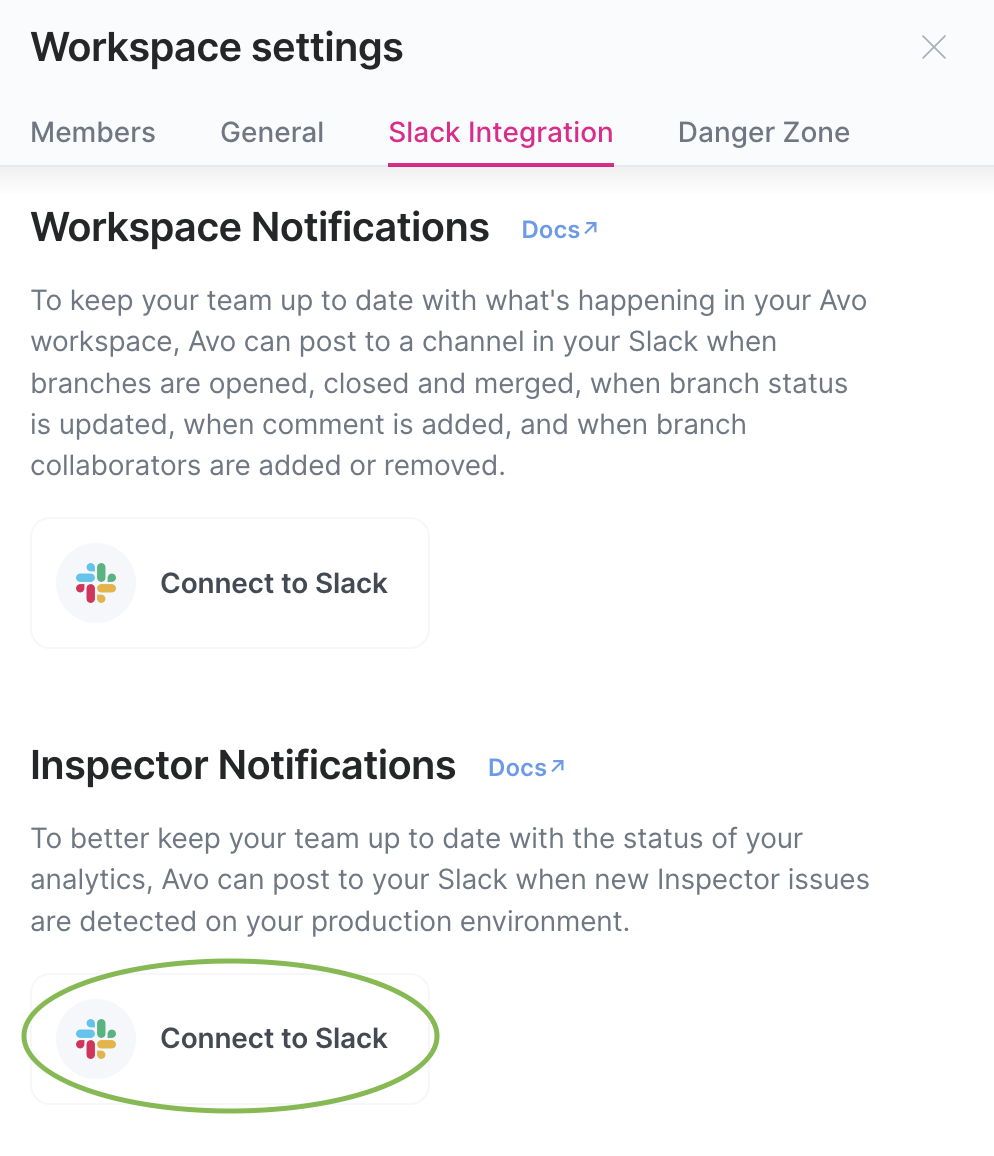 Workspace settings
Members General Slack Integration Danger Zone
Workspace Notifications Docs↗
To keep your team up to date with what's happening in your Avo
workspace, Avo can post to a channel in your Slack when
branches are opened, closed and merged, when branch status
is updated, when comment is added, and when branch
collaborators are added or removed.
Connect to Slack
Inspector Notifications Docs↗
To better keep your team up to date with the status of your
analytics, Avo can post to your Slack when new Inspector issues
are detected on your production environment.
Connect to Slack